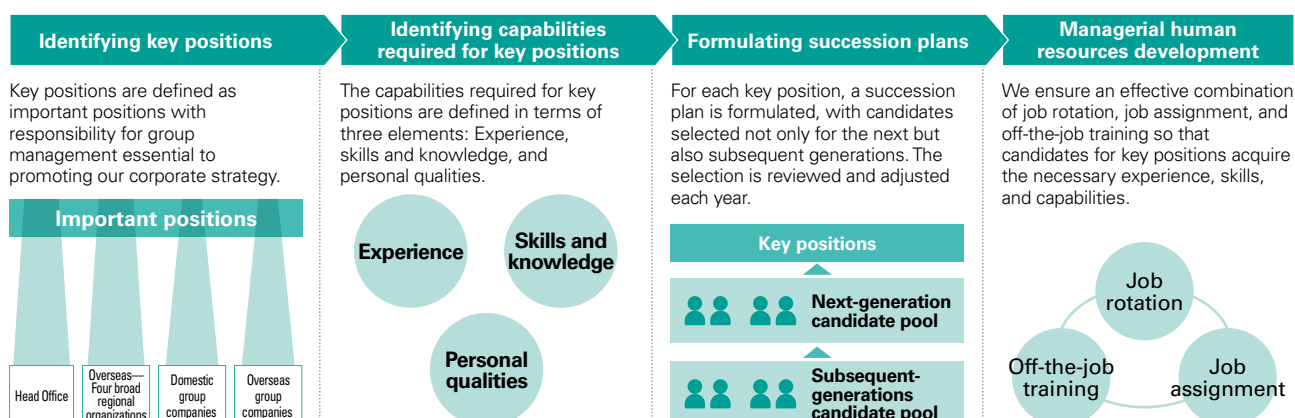 Identifying key positions
Identifying capabilities
required for key positions
Formulating succession plans
Managerial human
resources development
Key positions are defined as
important positions with
responsibility for group
management essential to
promoting our corporate strategy.
Important positions
Head Office
Overseas—
Four broad
regional
organizations
Domestic
group
companies
Overseas
group
companies
The capabilities required for key
positions are defined in terms of
three elements: Experience,
skills and knowledge, and
personal qualities.
Experience
Skills and
knowledge
Personal
qualities
For each key position, a succession
plan is formulated, with candidates
selected not only for the next but
also subsequent generations. The
selection is reviewed and adjusted
each year.
Key positions
Next-generation
candidate pool
Subsequent-
generations
candidate pool
We ensure an effective combination
of job rotation, job assignment, and
off-the-job training so that
candidates for key positions acquire
the necessary experience, skills,
and capabilities.
Job
rotation
Off-the-job
training
Job
assignment